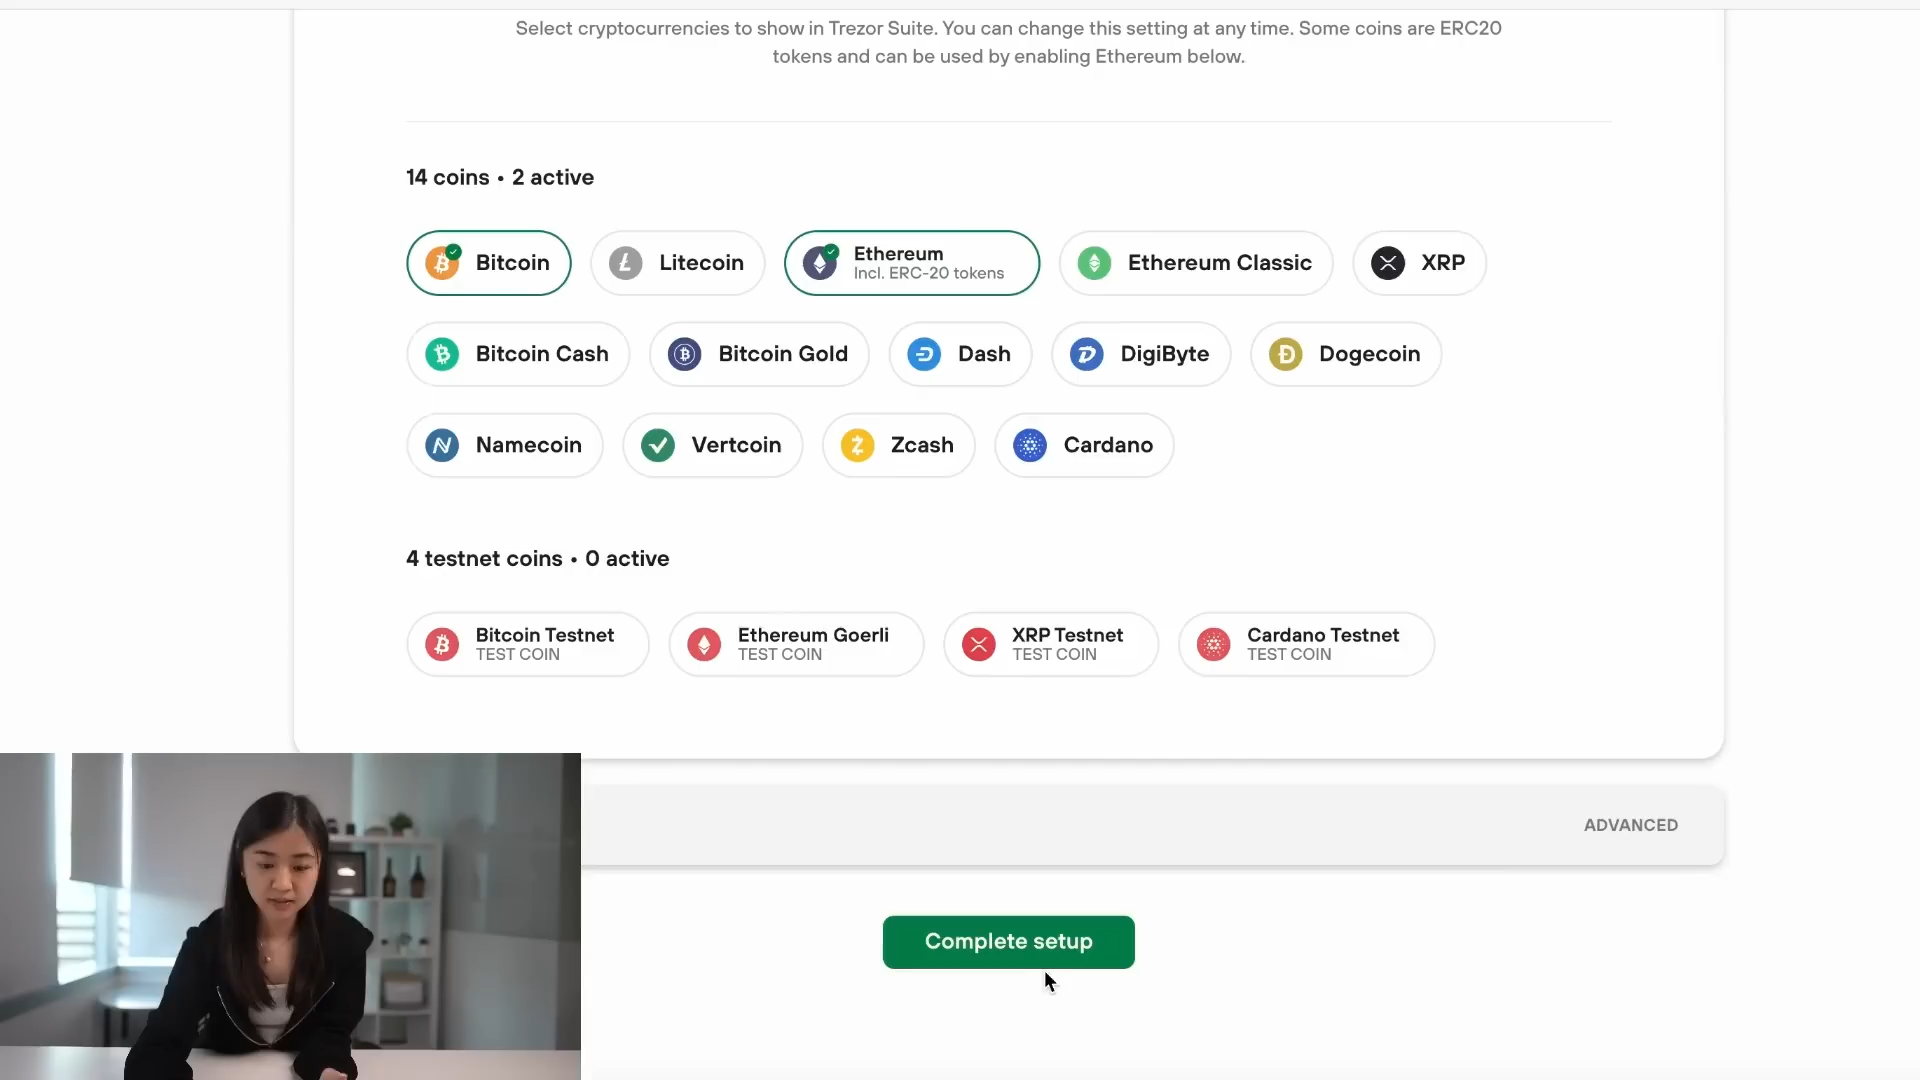 Select cryptocurrencies to show in Trezor Suite. You can change this setting at any time. Some coins are ERC20
tokens and can be used by enabling Ethereum below.
14 coins • 2 active
Bitcoin
Litecoin
Ethereum
Incl. ERC-20 tokens
Ethereum Classic
XRP
Bitcoin Cash
Bitcoin Gold
Dash
DigiByte
Dogecoin
Namecoin
Vertcoin
Zcash
Cardano
4 testnet coins • 0 active
Bitcoin Testnet
TEST COIN
Ethereum Goerli
TEST COIN
XRP Testnet
TEST COIN
Cardano Testnet
TEST COIN
ADVANCED
Complete setup